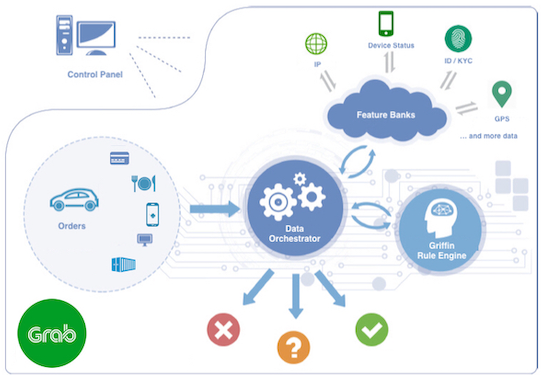 Control Panel
IP
Device Status
ID / KYC
GPS
... and more data
Feature Banks
Orders
Data
Orchestrator
Griffin
Rule Engine
?
Grab